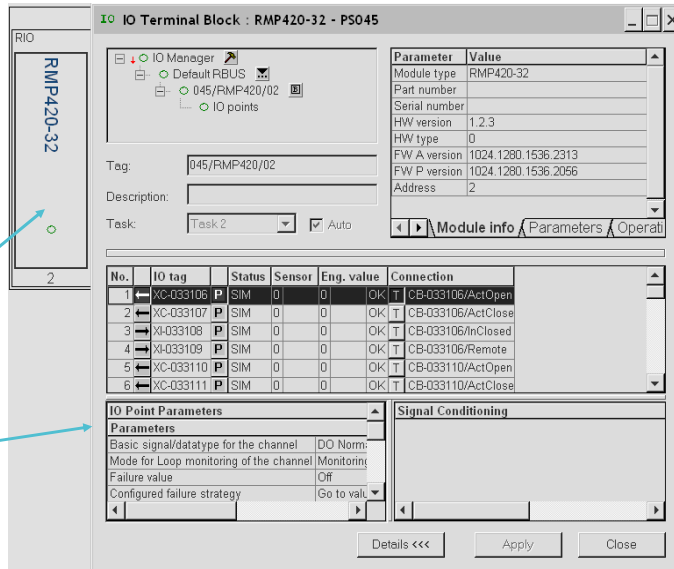 RIO
RMP420-32
2
IO IO Terminal Block : RMP420-32 - PS045
IO Manager
Default RBUS
045/RMP420/02
IO points
Tag: 045/RMP420/02
Description:
Task: Task 2 Auto
Parameter Value
Module type RMP420-32
Part number
Serial number
HW version 1.2.3
HW type 0
FW A version 1024.1280.1536.2313
FW P version 1024.1280.1536.2056
Address 2
Module info Parameters Operati
No. IO tag Status Sensor Eng. value Connection
1 XC-033106 P SIM 0 0 OK T CB-033106/ActOpen
2 XC-033107 P SIM 0 0 OK T CB-033106/ActClose
3 XI-033108 P SIM 0 0 OK T CB-033106/InClosed
4 XI-033109 P SIM 0 0 OK T CB-033106/Remote
5 XC-033110 P SIM 0 0 OK T CB-033110/ActOpen
6 XC-033111 P SIM 0 0 OK T CB-033110/ActClose
IO Point Parameters
Parameters
Basic signal/datatype for the channel DO Norma
Mode for Loop monitoring of the channel Monitoring
Failure value Off
Configured failure strategy Go to valu
Signal Conditioning
Details <<< Apply Close